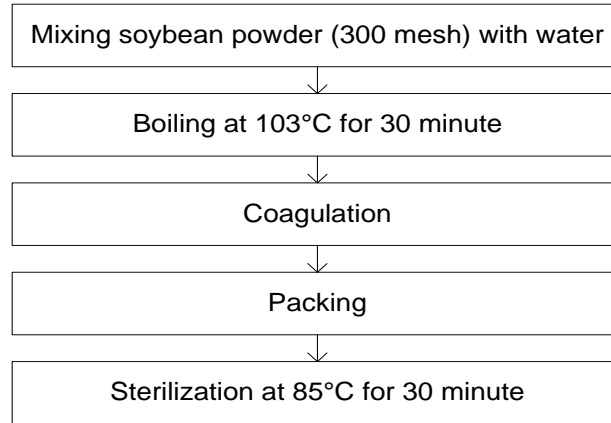 Mixing soybean powder (300 mesh) with water
Boiling at 103°C for 30 minute
Coagulation
Packing
Sterilization at 85°C for 30 minute